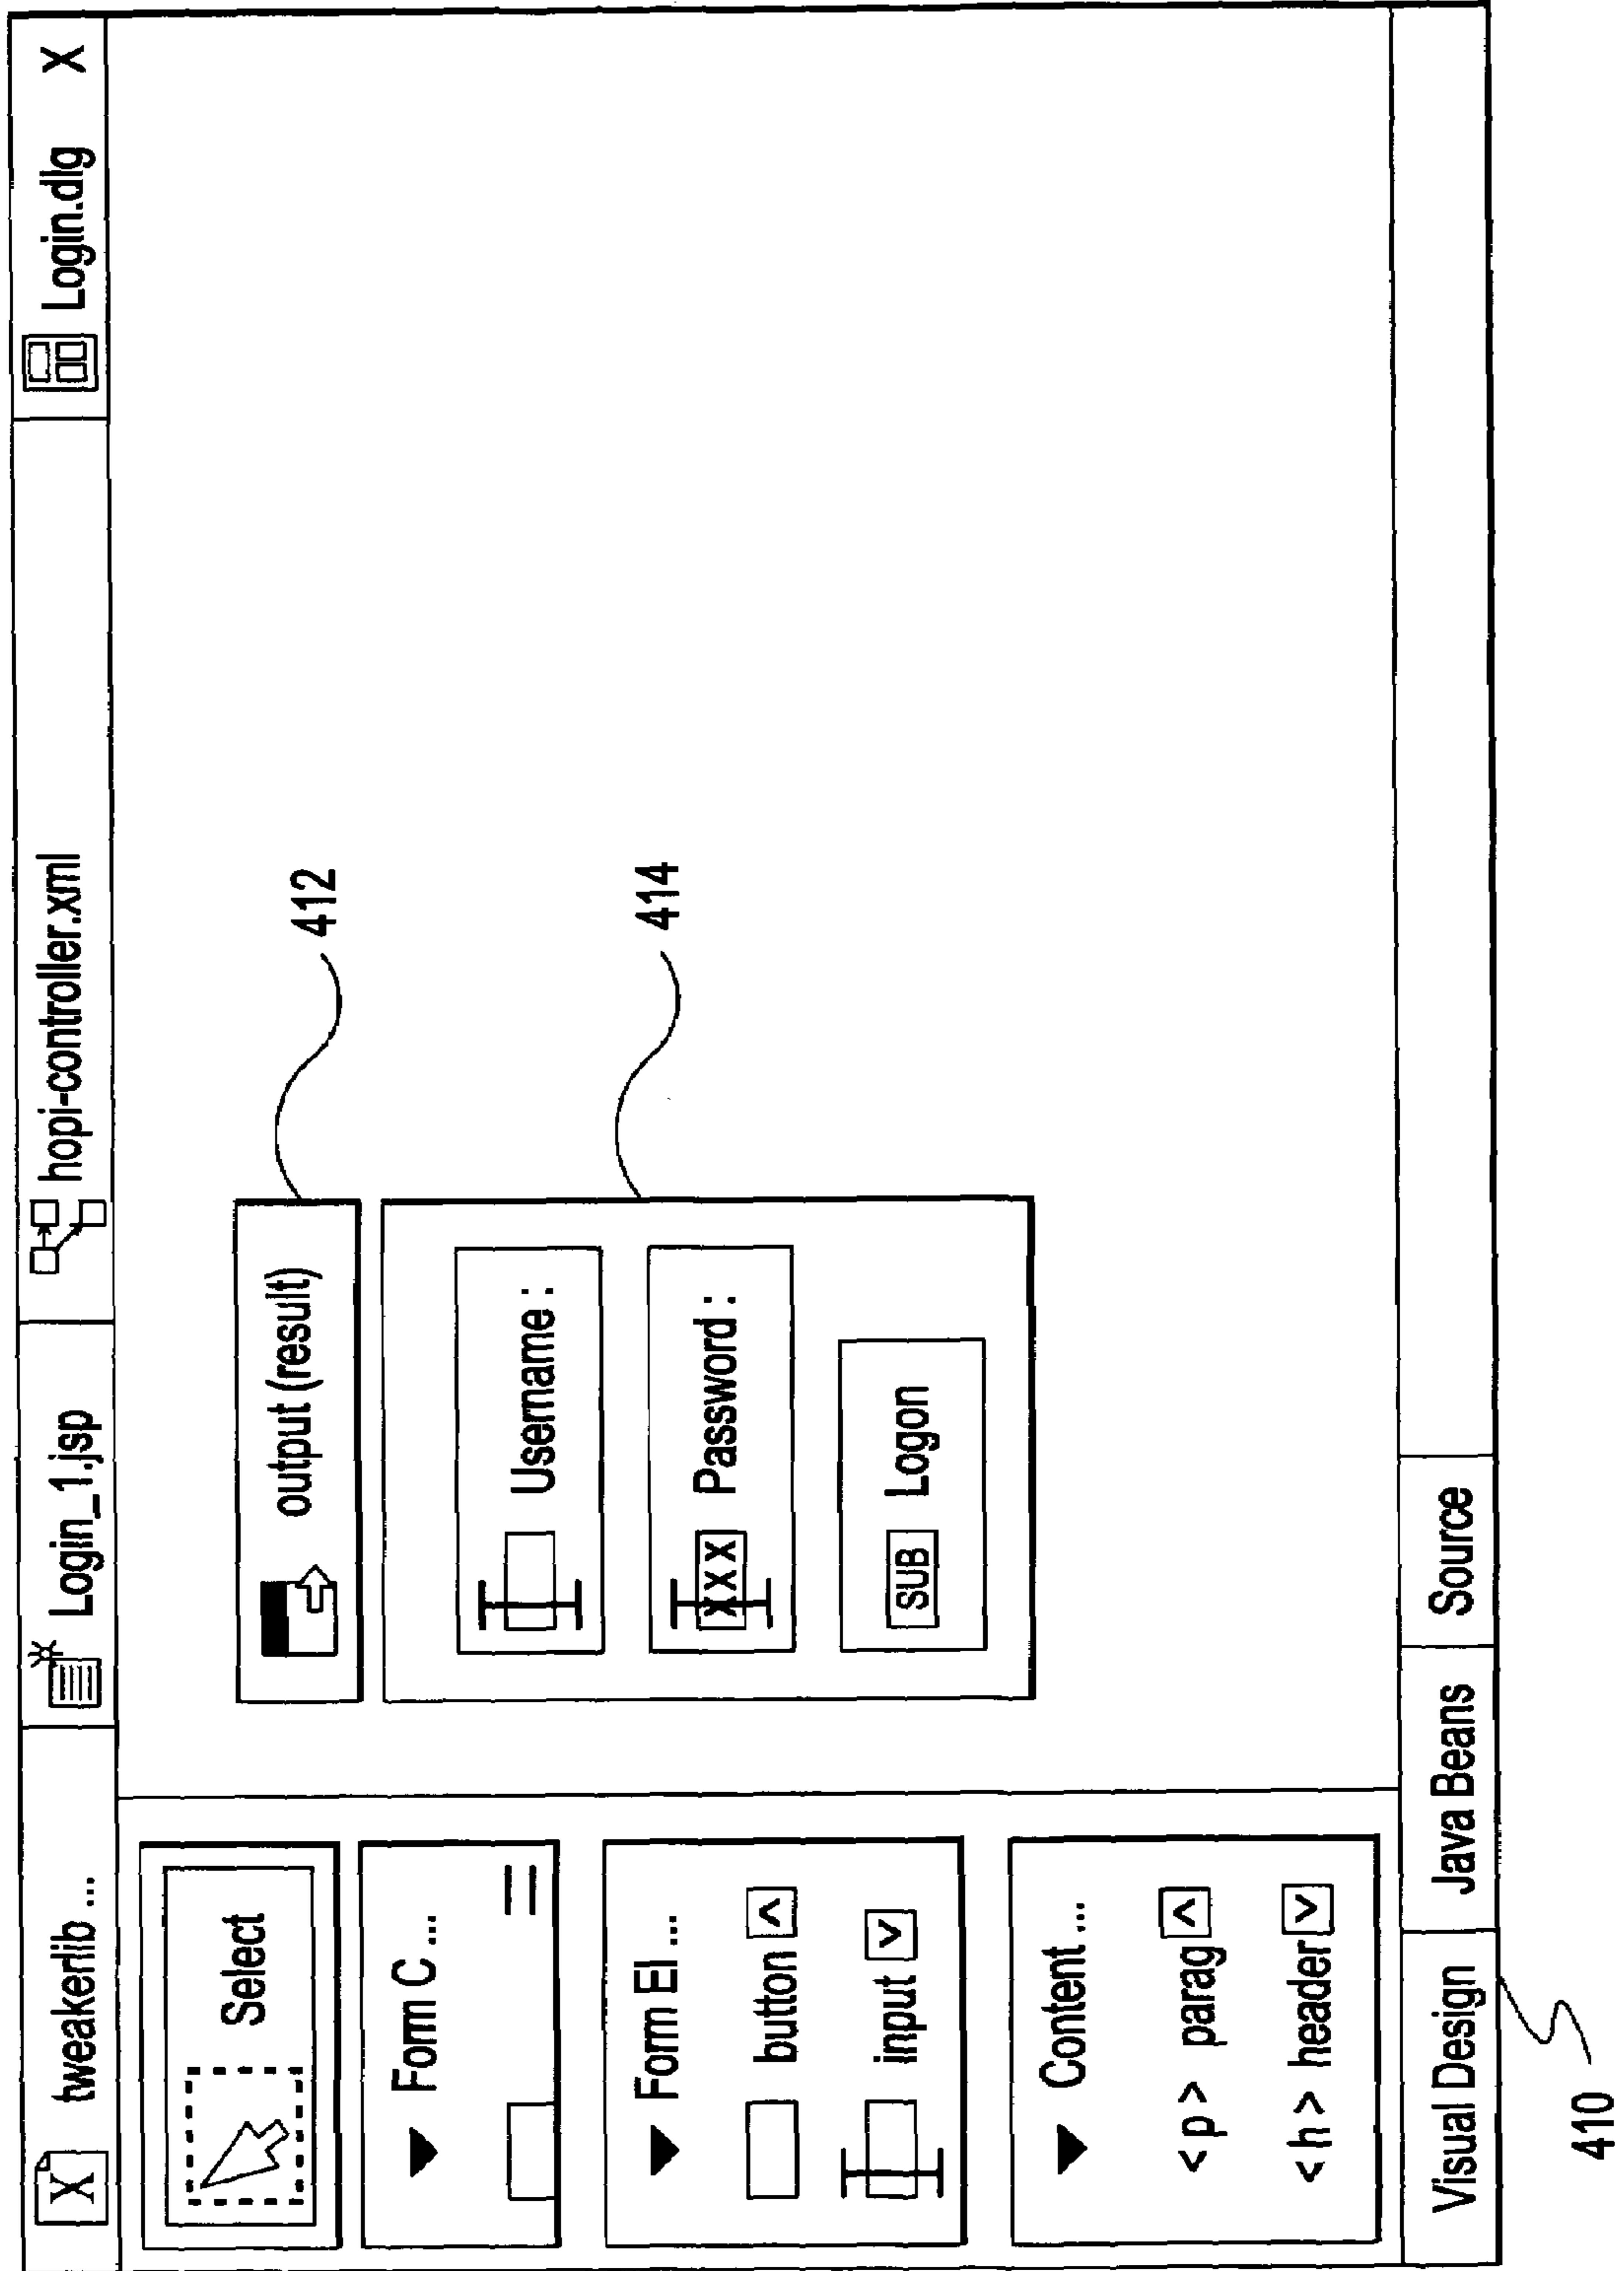 X tweakerlib ... Login_1.jsp hopi-controller.xml Login.dlg X
Select
Form C ...
Form El ...
button ^
input v
Content ...
< p > parag ^
< h > header v
output (result)
412
Username :
414
X X X Password :
SUB Logon
Visual Design Java Beans Source
410